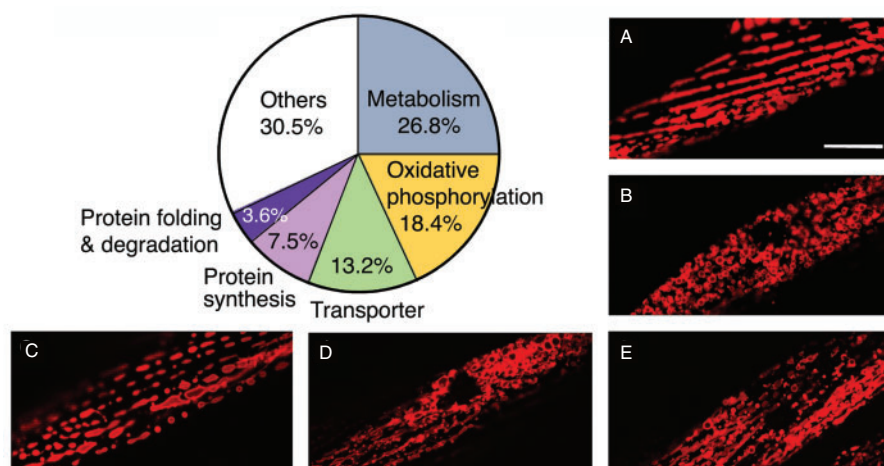 A
Others
30.5%
Metabolism
26.8%
Oxidative
phosphorylation
18.4%
B
Protein folding
& degradation
3.6%
7.5%
13.2%
Protein
synthesis
Transporter
C
D
E